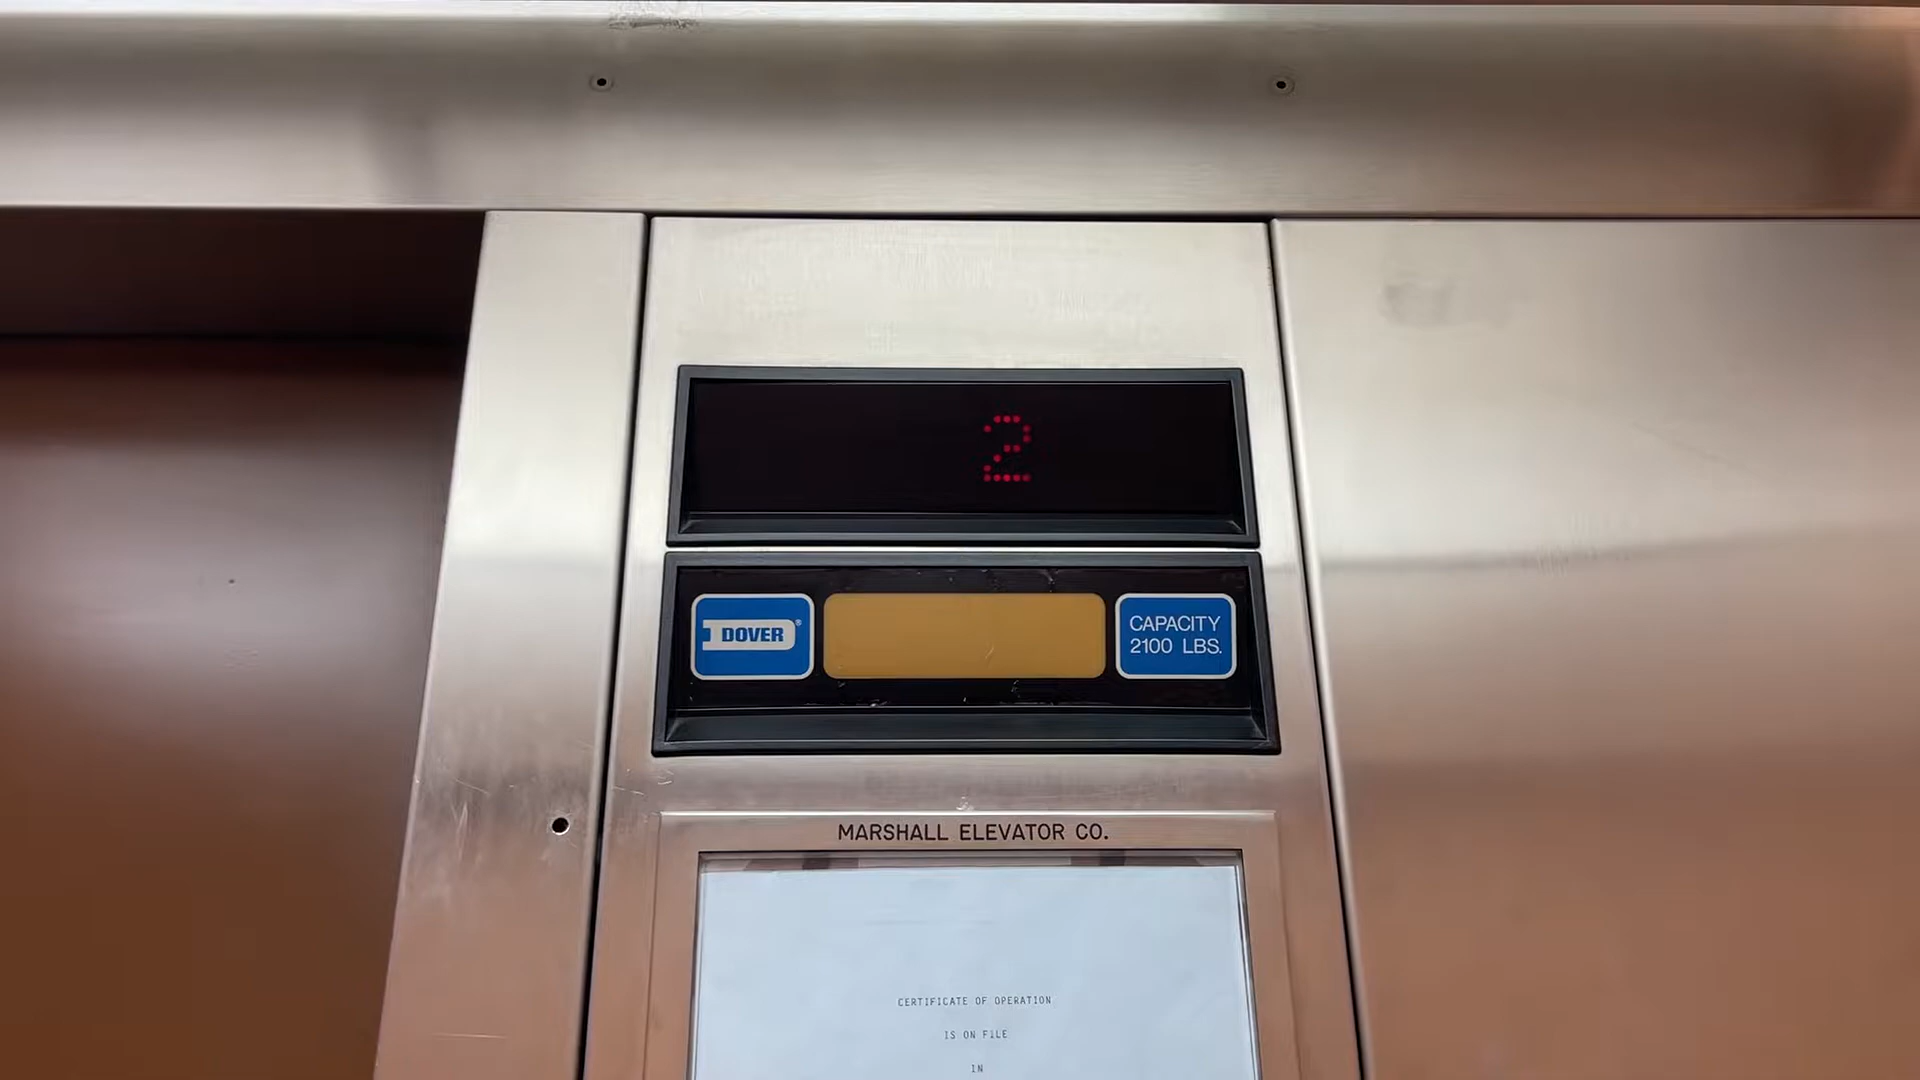 2
DOVER®
CAPACITY
2100 LBS.
MARSHALL ELEVATOR CO.
CERTIFICATE OF OPERATION
IS ON FILE
IN